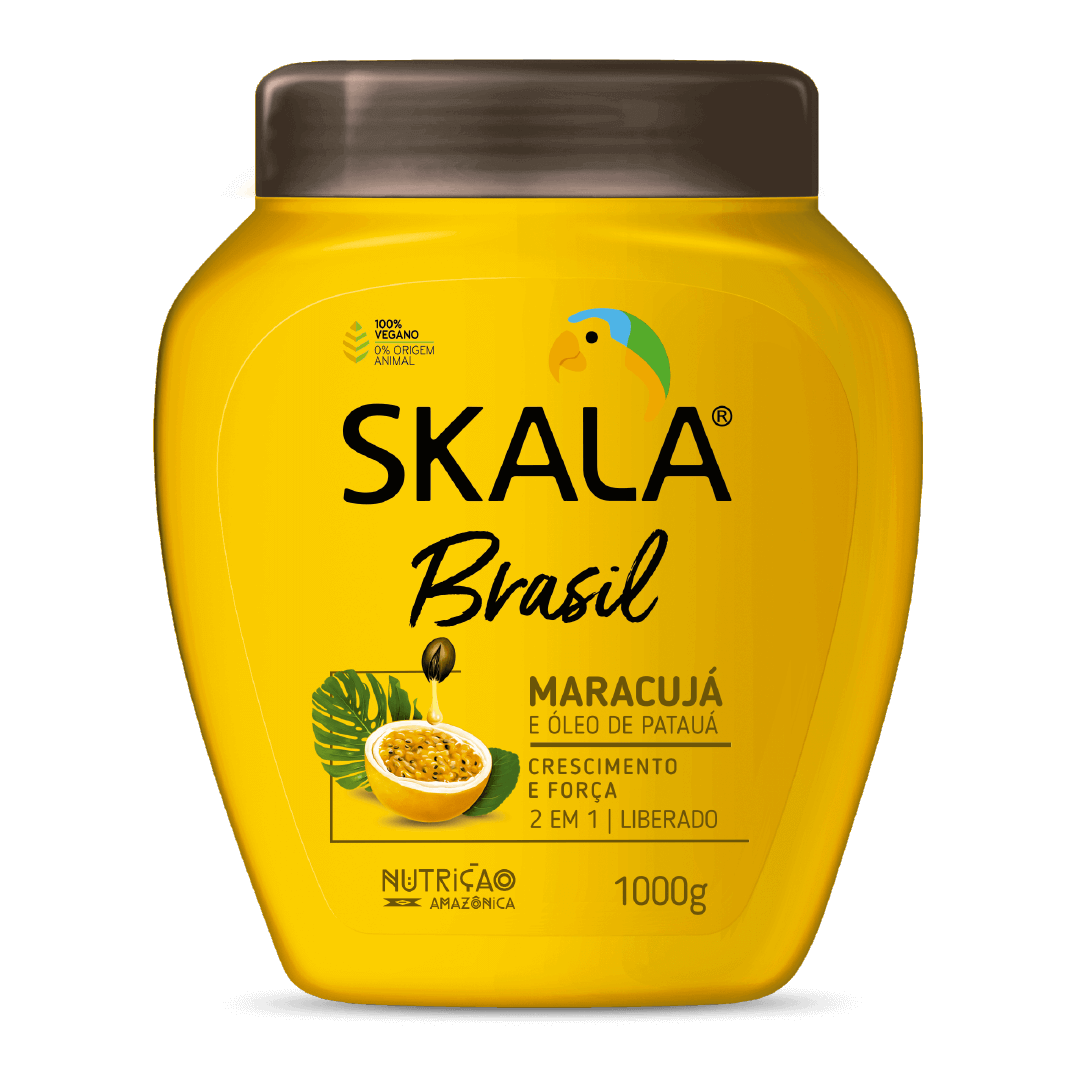 100%
VEGANO
0% ORIGEM
ANIMAL
SKALA®
Brasil
MARACUJÁ
E ÓLEO DE PATAUÁ
CRESCIMENTO
E FORÇA
2 EM 1 | LIBERADO
NUTRIÇÃO
AMAZÔNICA
1000g